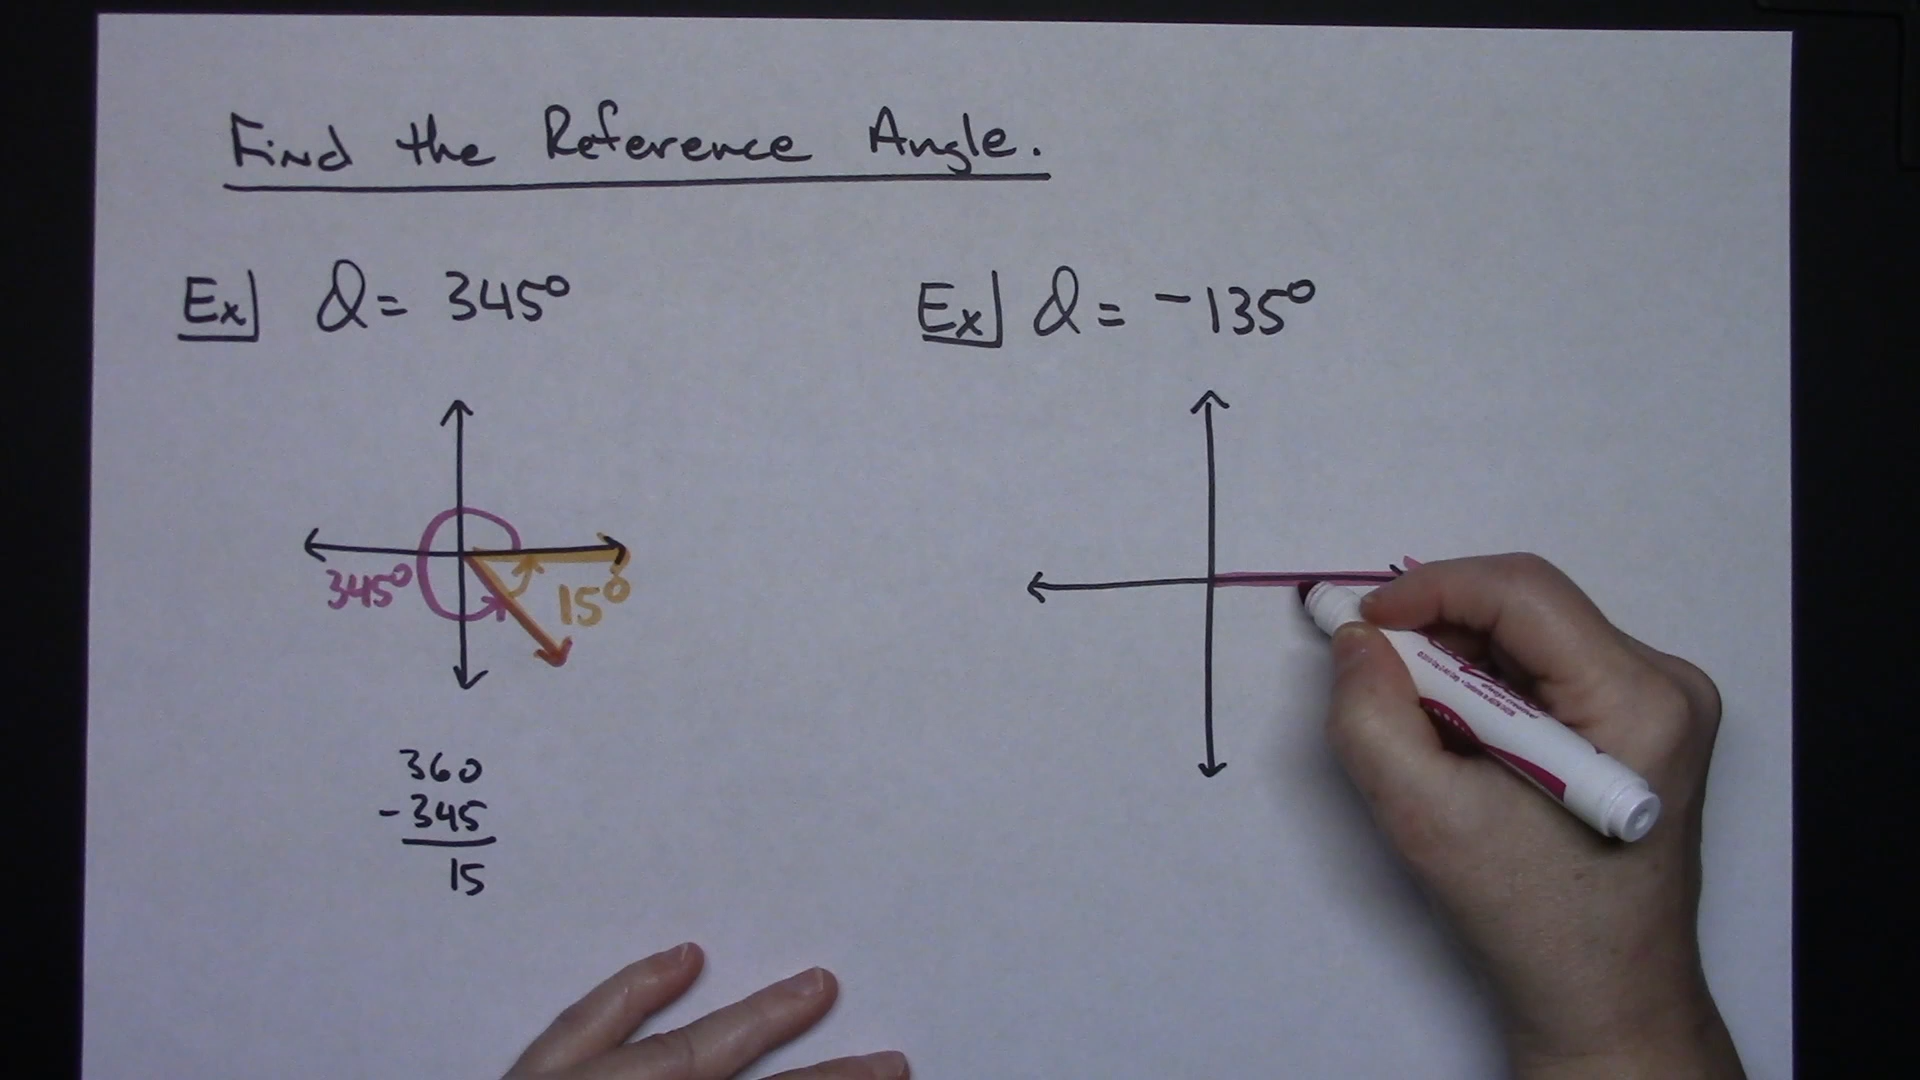 Find the Reference Angle.
Ex] θ = 345°
345°
15°
360
-345
15
Ex] θ = -135°